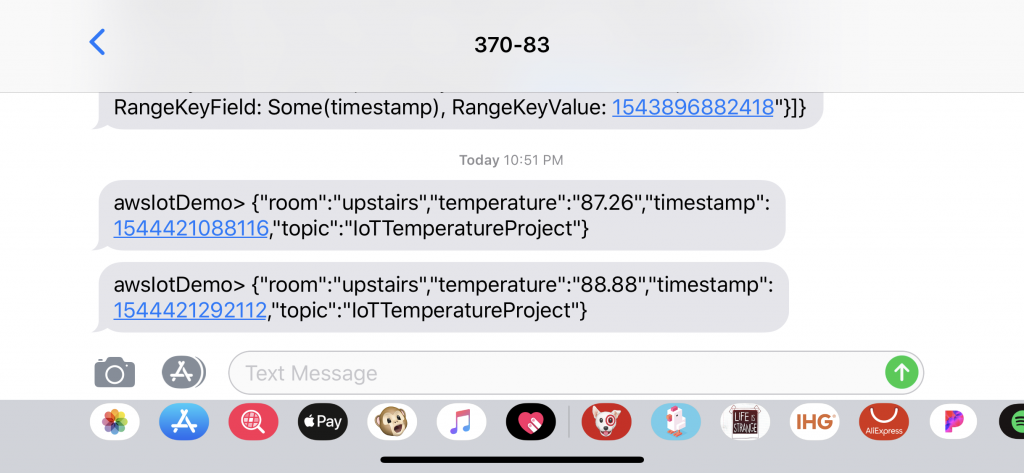 370-83
RangeKeyField: Some(timestamp), RangeKeyValue: 1543896882418"}]}
Today 10:51 PM
awsIotDemo> {"room":"upstairs","temperature":"87.26","timestamp":
1544421088116,"topic":"IoTTemperatureProject"}
awsIotDemo> {"room":"upstairs","temperature":"88.88","timestamp":
1544421292112,"topic":"IoTTemperatureProject"}
Text Message
Pay
LIFE IS
STRANGE
IHG
AliExpress